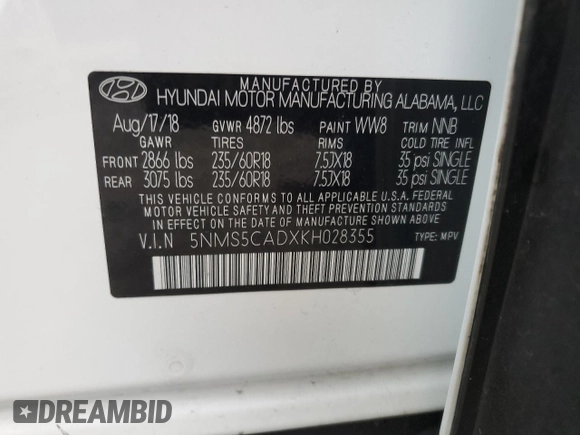 MANUFACTURED BY
HYUNDAI MOTOR MANUFACTURING ALABAMA, LLC
Aug/17/18 GVWR 4872 lbs PAINT WW8 TRIM NNB
GAWR TIRES RIMS COLD TIRE INFL
FRONT 2866 lbs 235/60R18 7.5JX18 35 psi SINGLE
REAR 3075 lbs 235/60R18 7.5JX18 35 psi SINGLE
THIS VEHICLE CONFORMS TO ALL APPLICABLE U.S.A. FEDERAL
MOTOR VEHICLE SAFETY AND THEFT PREVENTION STANDARDS
IN EFFECT ON THE DATE OF MANUFACTURE SHOWN ABOVE.
V.I.N 5NMS5CADXKH028355 TYPE: MPV
DREAMBID